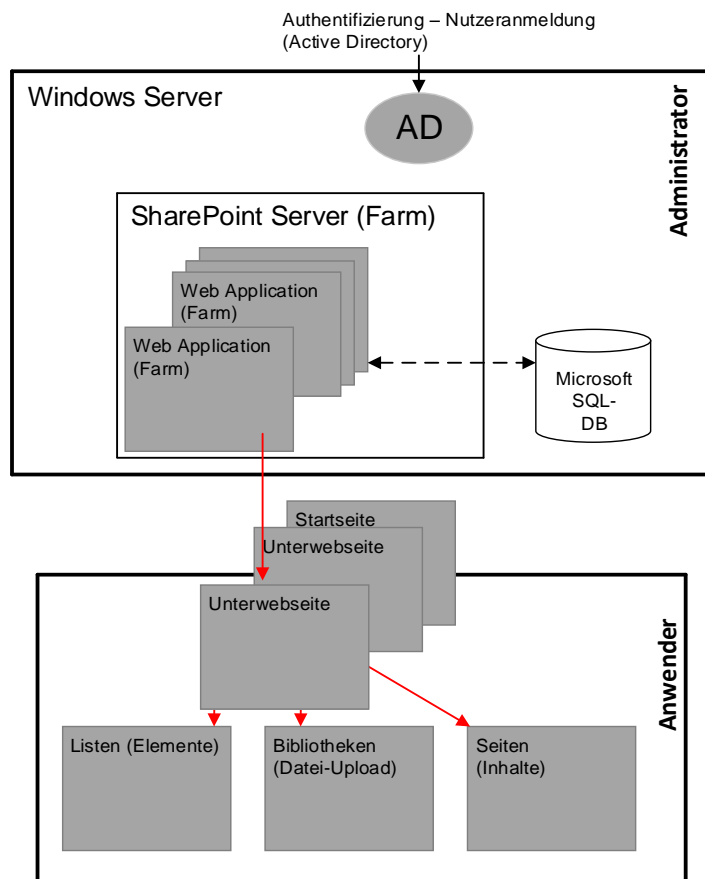 Authentifizierung – Nutzeranmeldung
(Active Directory)
Windows Server
AD
Administrator
SharePoint Server (Farm)
Web Application
(Farm)
Web Application
(Farm)
Microsoft
SQL-
DB
Startseite
Unterwebseite
Unterwebseite
Anwender
Listen (Elemente)
Bibliotheken
(Datei-Upload)
Seiten
(Inhalte)